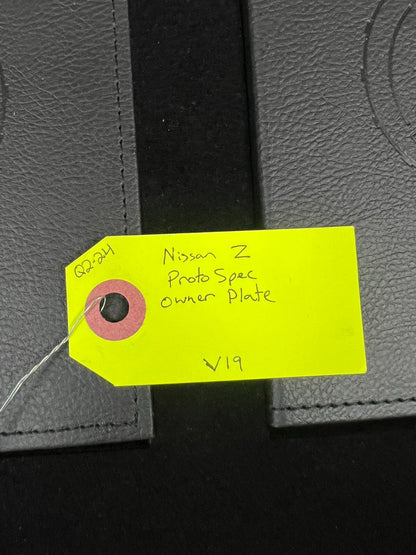 Q2-24
Nissan Z
Proto Spec
owner Plate
V19